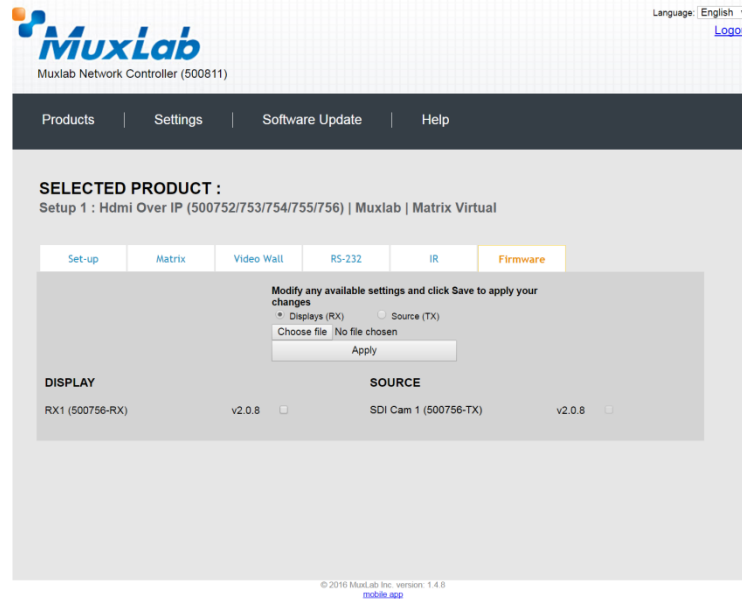 Language: English
Logo
MuxLab
Muxlab Network Controller (500811)
Products | Settings | Software Update | Help
SELECTED PRODUCT :
Setup 1 : Hdmi Over IP (500752/753/754/755/756) | Muxlab | Matrix Virtual
Set-up Matrix Video Wall RS-232 IR Firmware
Modify any available settings and click Save to apply your
changes
Displays (RX) Source (TX)
Choose file No file chosen
Apply
DISPLAY SOURCE
RX1 (500756-RX) v2.0.8 SDI Cam 1 (500756-TX) v2.0.8
© 2016 MuxLab Inc. version: 1.4.8
mobile app